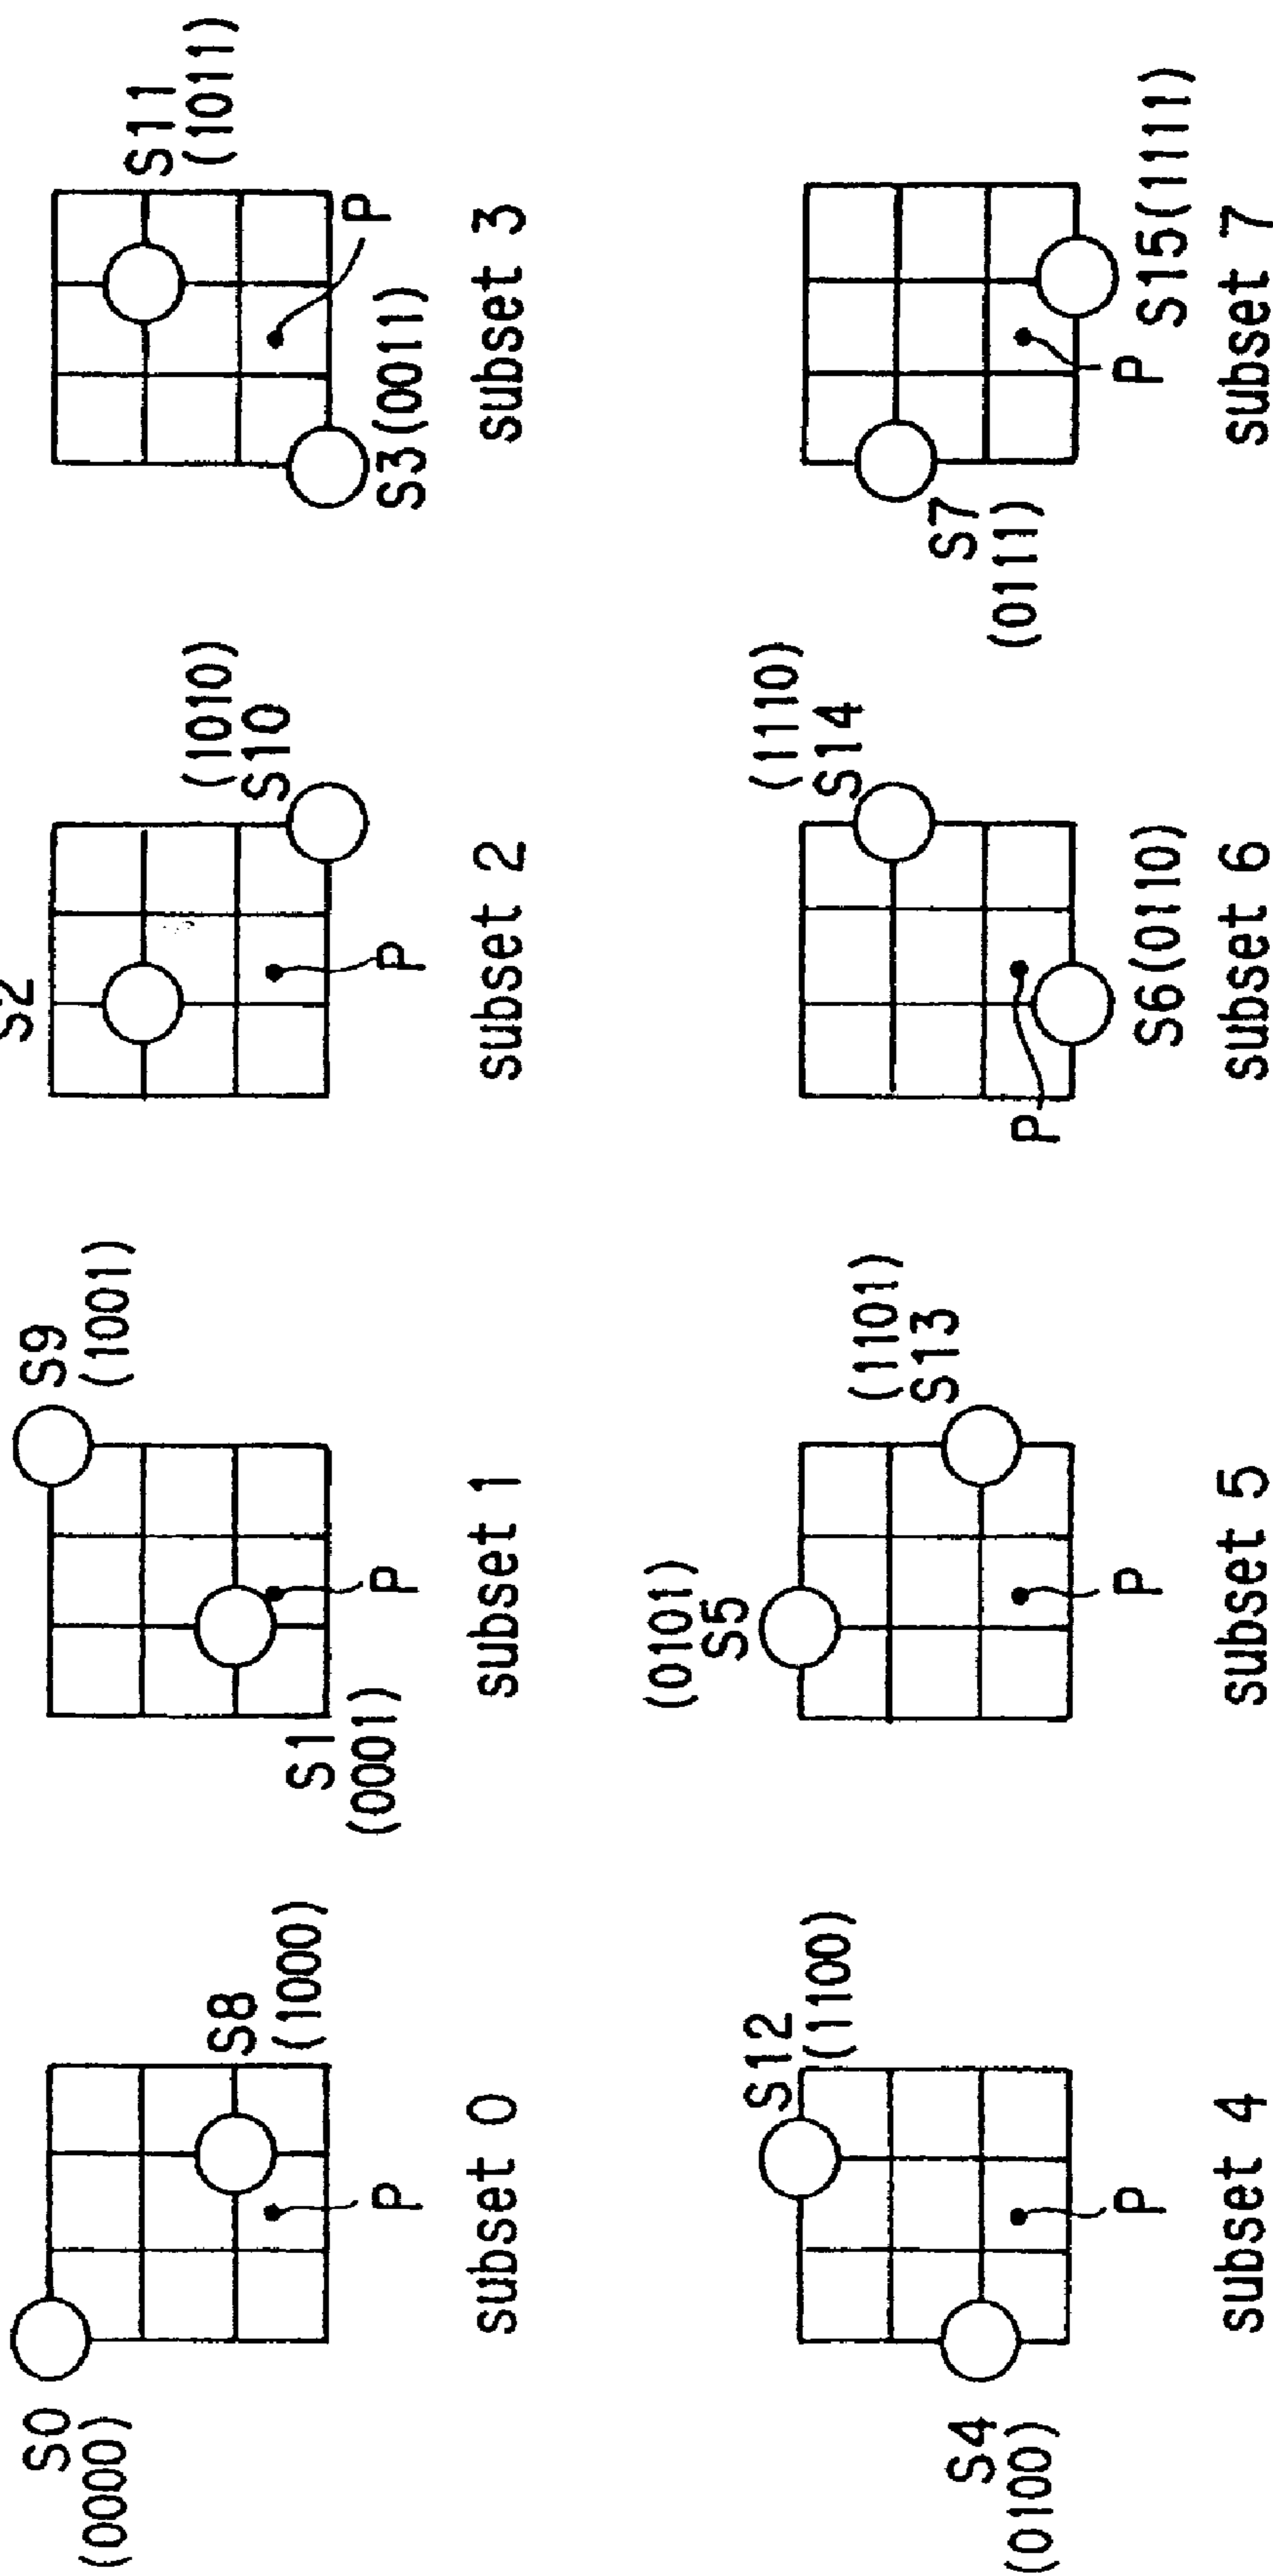 S0
(0000)
S8
(1000)
P
subset 0
S9
(1001)
S1
(0001)
P
subset 1
S2
(1010)
S10
P
subset 2
S11
(1011)
P
S3(0011)
subset 3
S12
(1100)
S4
(0100)
P
subset 4
(0101)
S5
(1101)
S13
P
subset 5
(1110)
S14
P
S6(0110)
subset 6
S7
(0111)
P
S15(1111)
subset 7